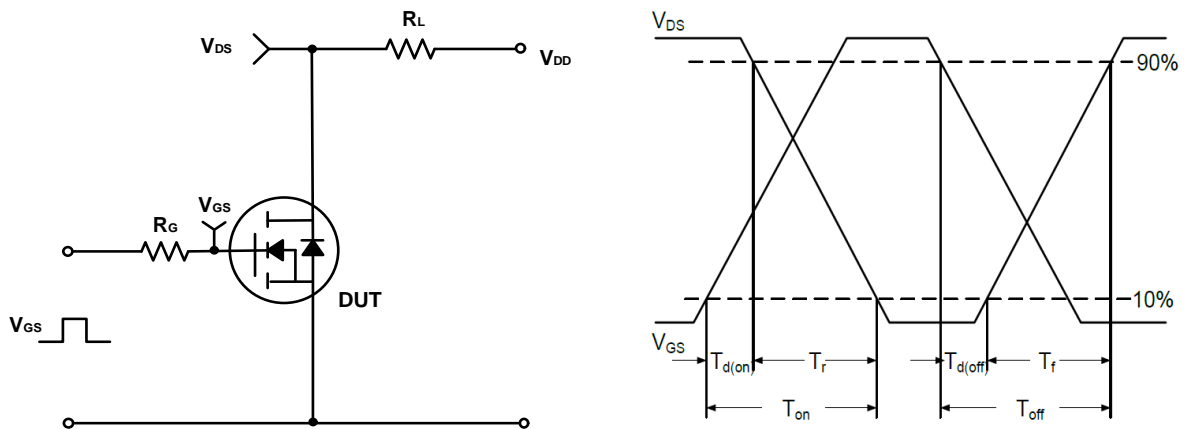 RL
VDS
VDD
VGS
RG
DUT
VGS
VDS
90%
10%
VGS
Td(on)
Tr
Td(off)
Tf
Ton
Toff